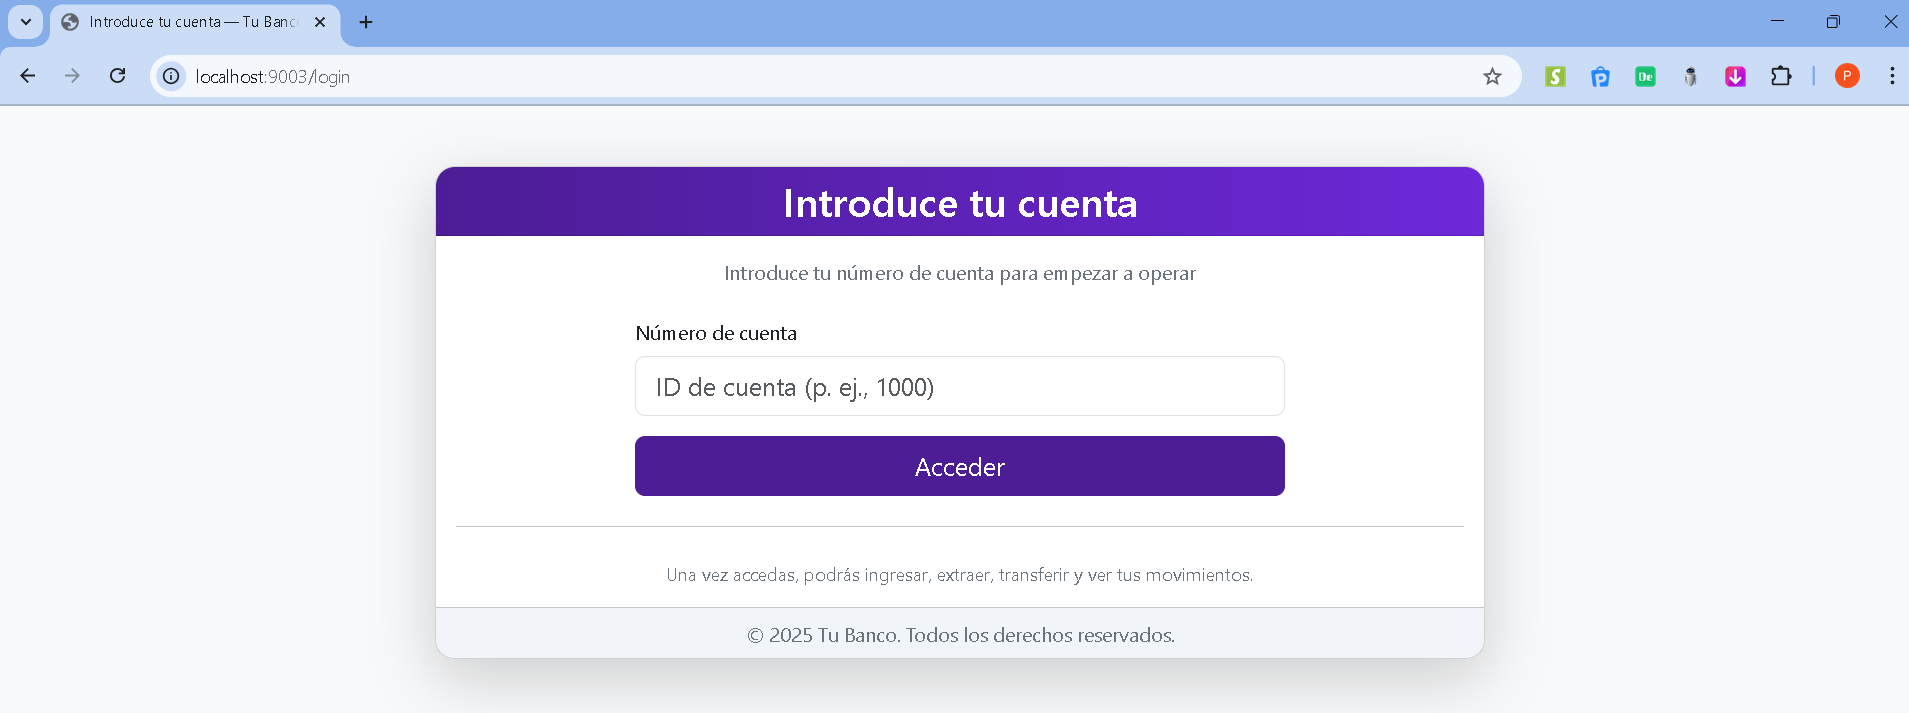 Introduce tu cuenta — Tu Banc
localhost:9003/login
S
P
De
P
Introduce tu cuenta
Introduce tu número de cuenta para empezar a operar
Número de cuenta
ID de cuenta (p. ej., 1000)
Acceder
Una vez accedas, podrás ingresar, extraer, transferir y ver tus movimientos.
© 2025 Tu Banco. Todos los derechos reservados.